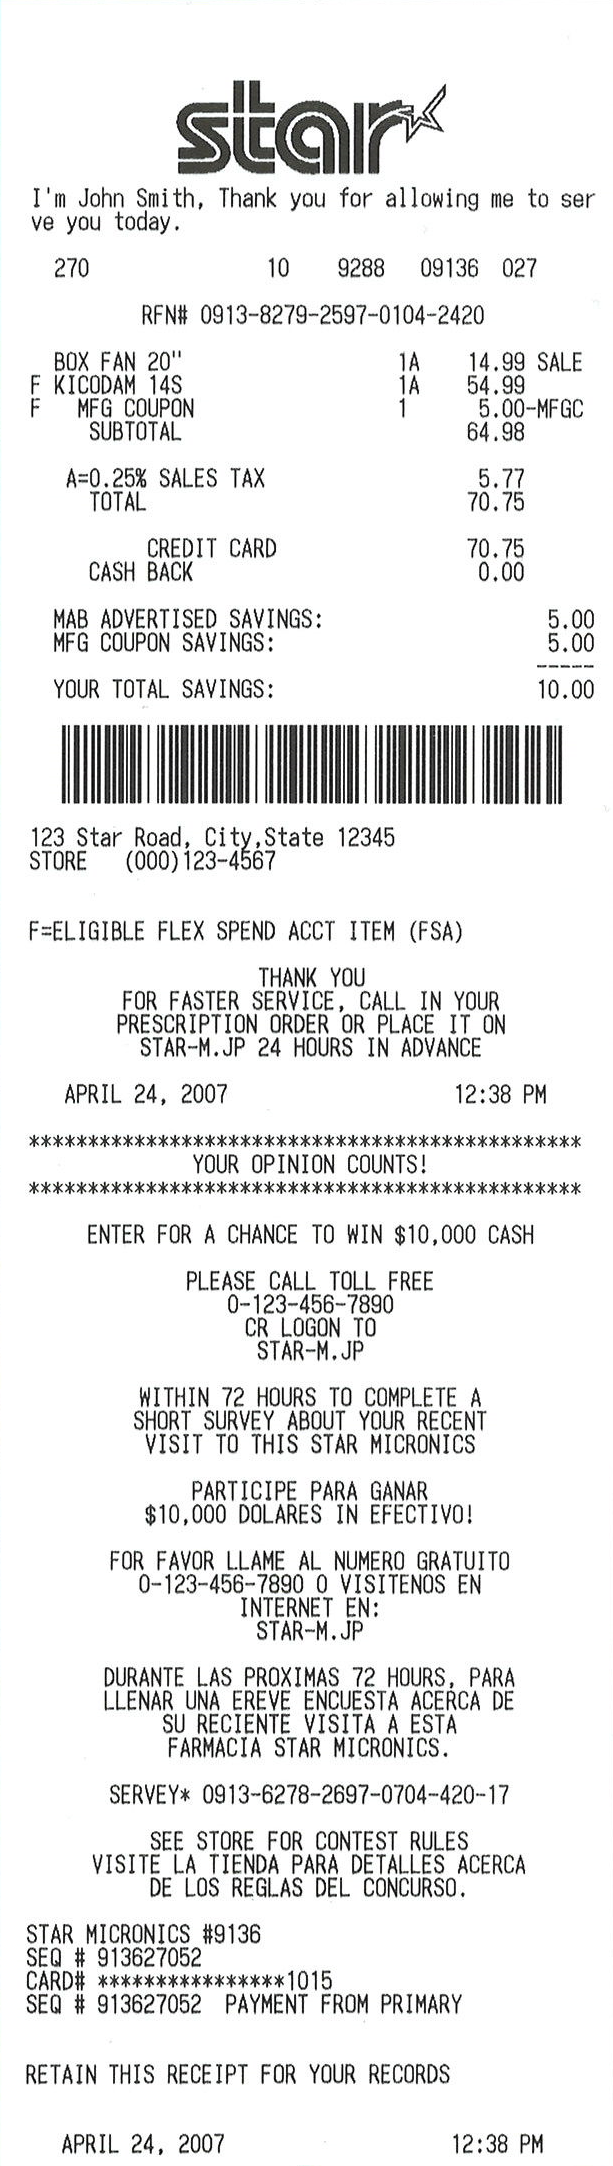 star
I'm John Smith, Thank you for allowing me to ser
ve you today.
270 10 9288 09136 027
RFN# 0913-8279-2597-0104-2420
BOX FAN 20" 1A 14.99 SALE
F KICODAM 14S 1A 54.99
F MFG COUPON 1 5.00-MFGC
SUBTOTAL 64.98
A=0.25% SALES TAX 5.77
TOTAL 70.75
CREDIT CARD 70.75
CASH BACK 0.00
MAB ADVERTISED SAVINGS: 5.00
MFG COUPON SAVINGS: 5.00
-----
YOUR TOTAL SAVINGS: 10.00
123 Star Road, City,State 12345
STORE (000)123-4567
F=ELIGIBLE FLEX SPEND ACCT ITEM (FSA)
THANK YOU
FOR FASTER SERVICE, CALL IN YOUR
PRESCRIPTION ORDER OR PLACE IT ON
STAR-M.JP 24 HOURS IN ADVANCE
APRIL 24, 2007 12:38 PM
***********************************************
YOUR OPINION COUNTS!
***********************************************
ENTER FOR A CHANCE TO WIN $10,000 CASH
PLEASE CALL TOLL FREE
0-123-456-7890
CR LOGON TO
STAR-M.JP
WITHIN 72 HOURS TO COMPLETE A
SHORT SURVEY ABOUT YOUR RECENT
VISIT TO THIS STAR MICRONICS
PARTICIPE PARA GANAR
$10,000 DOLARES IN EFECTIVO!
FOR FAVOR LLAME AL NUMERO GRATUITO
0-123-456-7890 O VISITENOS EN
INTERNET EN:
STAR-M.JP
DURANTE LAS PROXIMAS 72 HOURS, PARA
LLENAR UNA EREVE ENCUESTA ACERCA DE
SU RECIENTE VISITA A ESTA
FARMACIA STAR MICRONICS.
SERVEY* 0913-6278-2697-0704-420-17
SEE STORE FOR CONTEST RULES
VISITE LA TIENDA PARA DETALLES ACERCA
DE LOS REGLAS DEL CONCURSO.
STAR MICRONICS #9136
SEQ # 913627052
CARD# ****************1015
SEQ # 913627052 PAYMENT FROM PRIMARY
RETAIN THIS RECEIPT FOR YOUR RECORDS
APRIL 24, 2007 12:38 PM